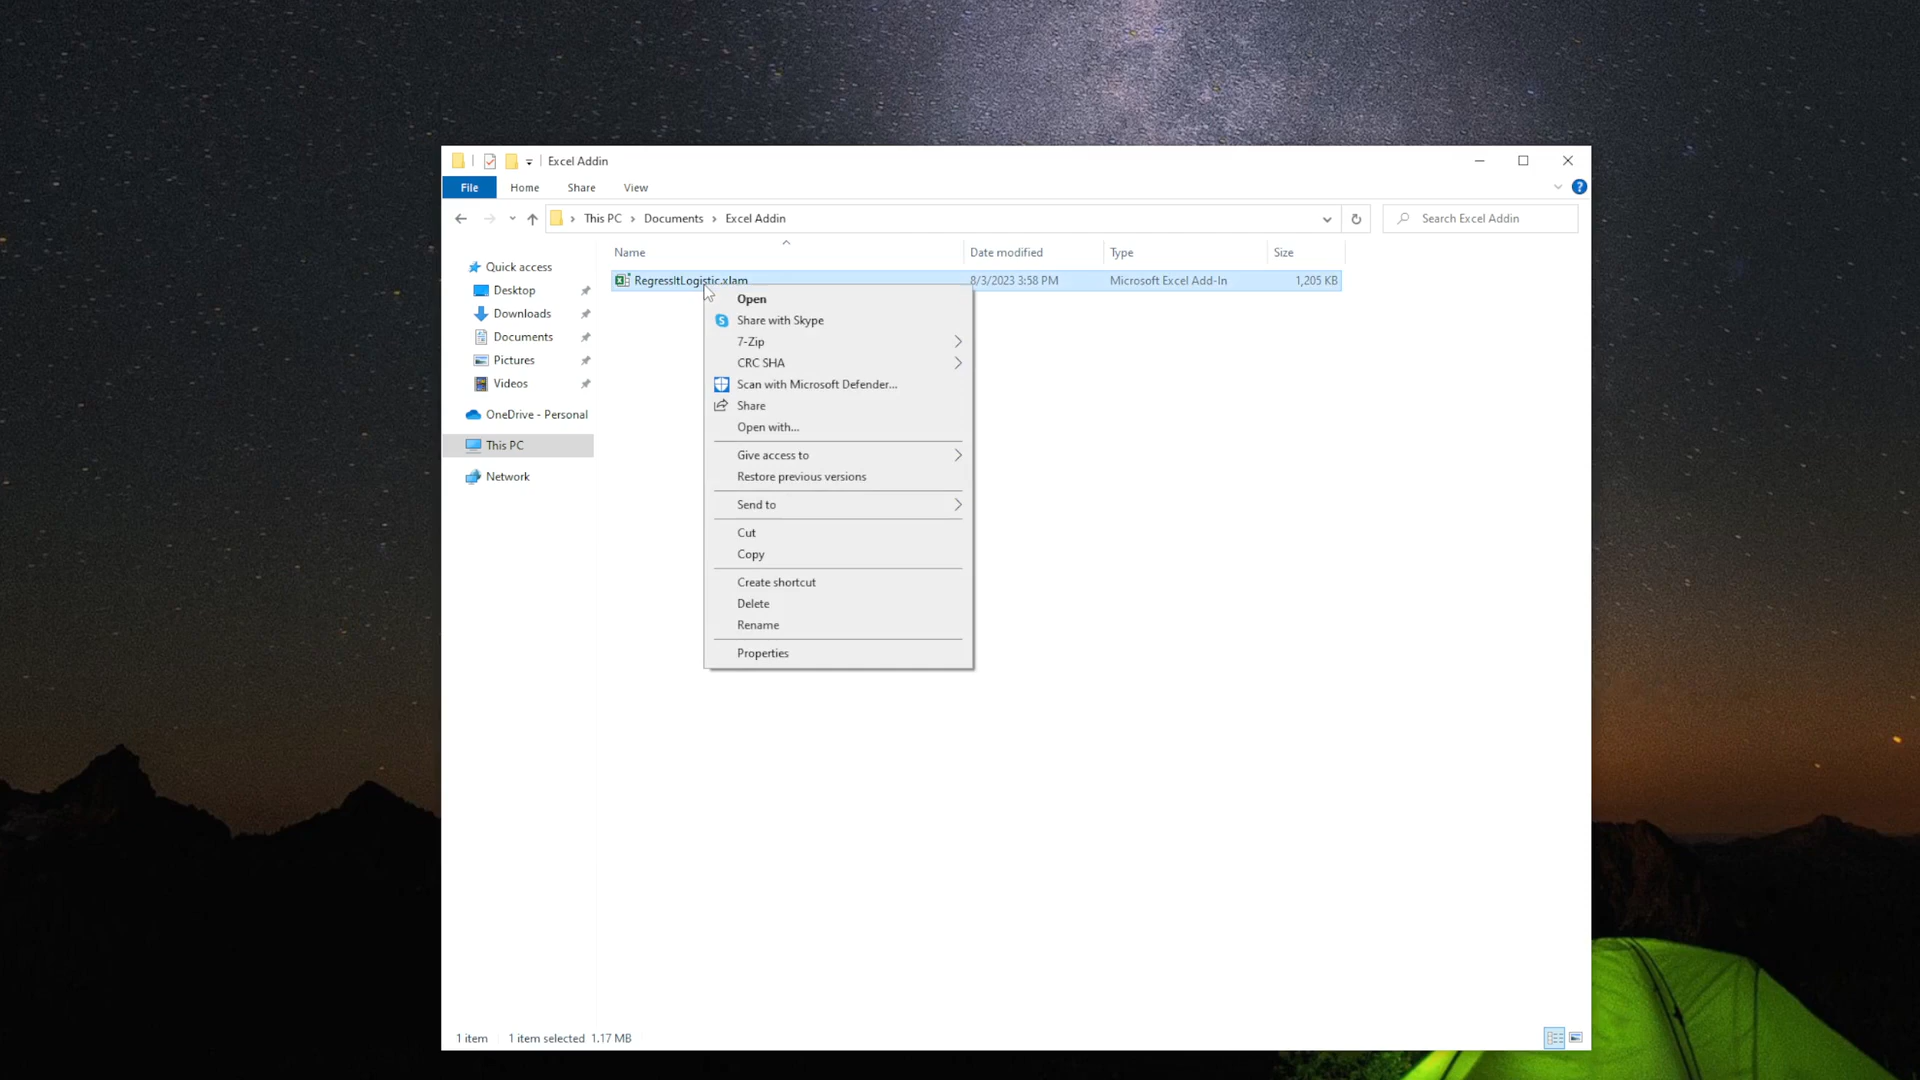 Excel Addin
File Home Share View
This PC Documents Excel Addin
Search Excel Addin
Name Date modified Type Size
RegressItLogistic.xlam 8/3/2023 3:58 PM Microsoft Excel Add-In 1,205 KB
Quick access
Desktop
Downloads
Documents
Pictures
Videos
OneDrive - Personal
This PC
Network
Open
Share with Skype
7-Zip
CRC SHA
Scan with Microsoft Defender...
Share
Open with...
Give access to
Restore previous versions
Send to
Cut
Copy
Create shortcut
Delete
Rename
Properties
1 item 1 item selected 1.17 MB